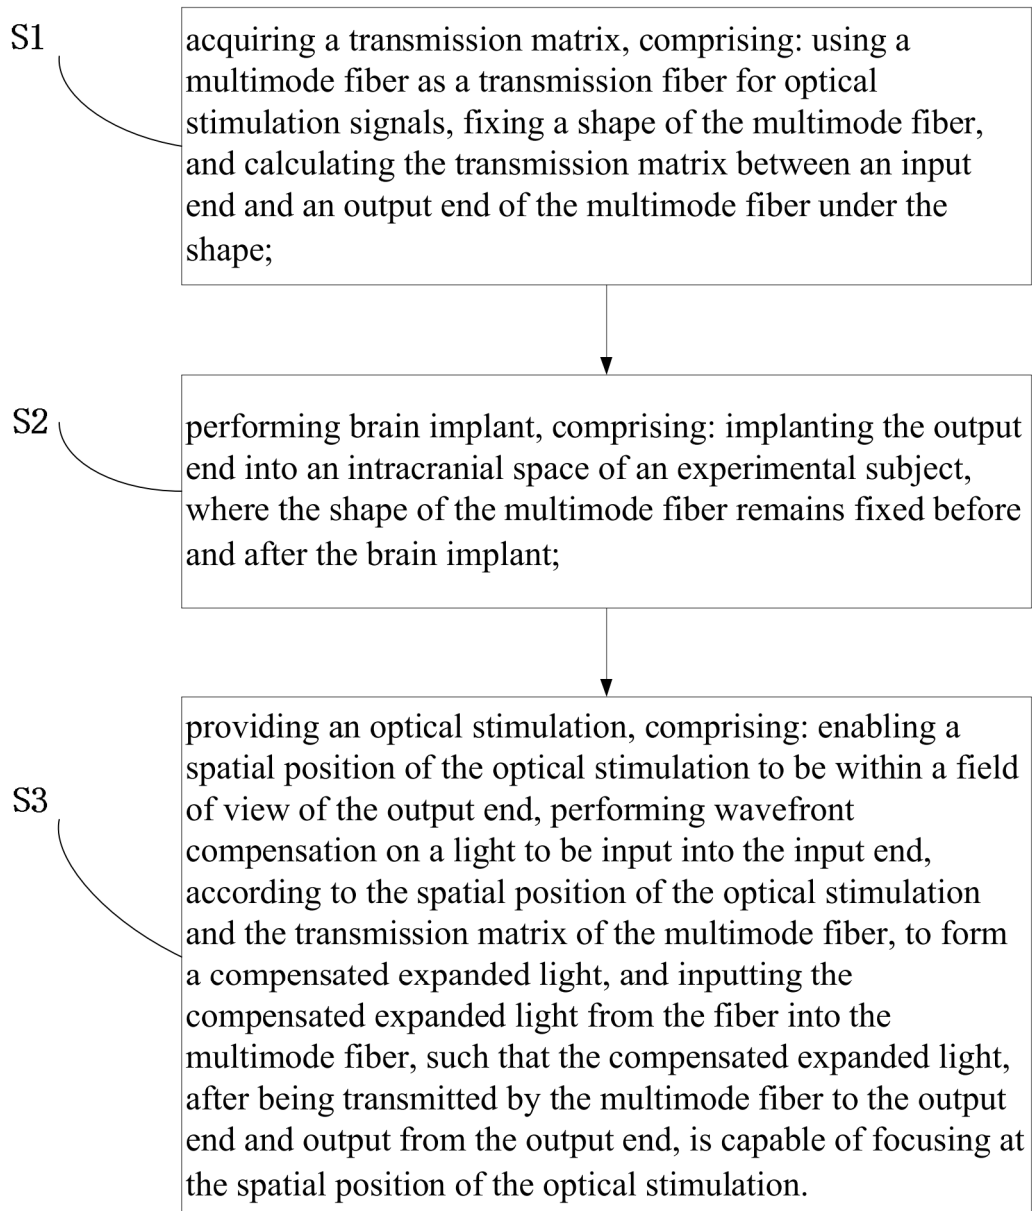 S1
acquiring a transmission matrix, comprising: using a
multimode fiber as a transmission fiber for optical
stimulation signals, fixing a shape of the multimode fiber,
and calculating the transmission matrix between an input
end and an output end of the multimode fiber under the
shape;
S2
performing brain implant, comprising: implanting the output
end into an intracranial space of an experimental subject,
where the shape of the multimode fiber remains fixed before
and after the brain implant;
S3
providing an optical stimulation, comprising: enabling a
spatial position of the optical stimulation to be within a field
of view of the output end, performing wavefront
compensation on a light to be input into the input end,
according to the spatial position of the optical stimulation
and the transmission matrix of the multimode fiber, to form
a compensated expanded light, and inputting the
compensated expanded light from the fiber into the
multimode fiber, such that the compensated expanded light,
after being transmitted by the multimode fiber to the output
end and output from the output end, is capable of focusing at
the spatial position of the optical stimulation.